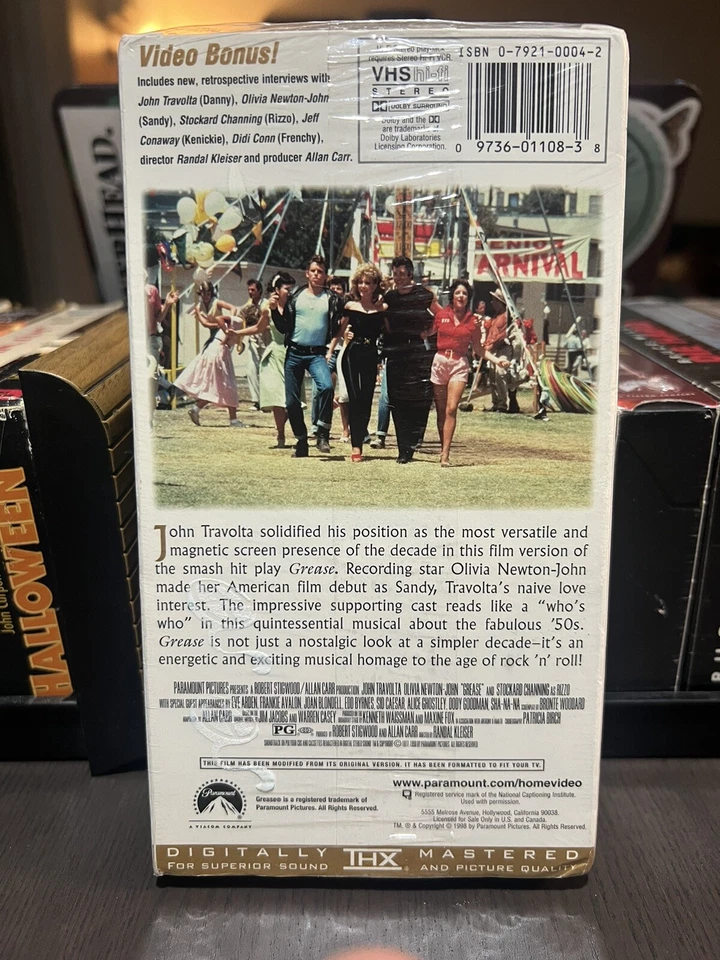 Video Bonus!
Includes new, retrospective interviews with
John Travolta (Danny), Olivia Newton-John
(Sandy), Stockard Channing (Rizzo), Jeff
Conaway (Kenickie), Didi Conn (Frenchy),
director Randal Kleiser and producer Allan Carr.
requires Stereo Hi-Fi VCR
VHS hi-fi
STEREO
DOLBY SURROUND
Dolby and the
are trademarks of
Dolby Laboratories
Licensing Corporation.
ISBN 0-7921-0004-2
0 9736-01108-3 8
ENJOY
ARNIVAL
John Travolta solidified his position as the most versatile and
magnetic screen presence of the decade in this film version of
the smash hit play Grease. Recording star Olivia Newton-John
made her American film debut as Sandy, Travolta's naive love
interest. The impressive supporting cast reads like a "who's
who" in this quintessential musical about the fabulous '50s.
Grease is not just a nostalgic look at a simpler decade–it's an
energetic and exciting musical homage to the age of rock 'n' roll!
PARAMOUNT PICTURES PRESENTS A ROBERT STIGWOOD/ALLAN CARR PRODUCTION JOHN TRAVOLTA OLIVIA NEWTON-JOHN "GREASE" AND STOCKARD CHANNING AS RIZZO
WITH SPECIAL GUEST APPEARANCES BY EVE ARDEN, FRANKIE AVALON, JOAN BLONDELL, EDD BYRNES, SID CAESAR, ALICE GHOSTLEY, DODY GOODMAN, SHA-NA-NA BRONTE WOODARD
ALLAN CARR JIM JACOBS AND WARREN CASEY KENNETH WAISSMAN AND MAXINE FOX PATRICIA BIRCH
PG PRODUCED BY ROBERT STIGWOOD AND ALLAN CARR DIRECTED BY RANDAL KLEISER
THIS FILM HAS BEEN MODIFIED FROM ITS ORIGINAL VERSION. IT HAS BEEN FORMATTED TO FIT YOUR TV.
Paramount
A VIACOM COMPANY
Grease® is a registered trademark of
Paramount Pictures. All Rights Reserved.
www.paramount.com/homevideo
Registered service mark of the National Captioning Institute.
Used with permission.
5555 Melrose Avenue, Hollywood, California 90038.
Licensed for Sale Only in U.S. and Canada.
TM, ® & Copyright © 1998 by Paramount Pictures. All Rights Reserved.
DIGITALLY THX MASTERED
FOR SUPERIOR SOUND AND PICTURE QUALITY
HALLOWEEN
ERHEAD.